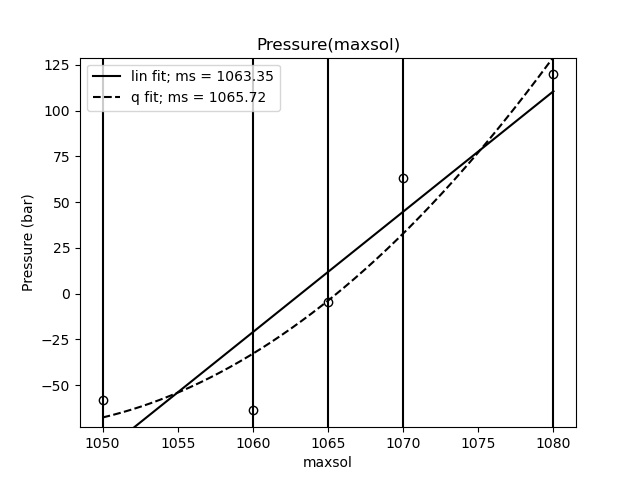 Pressure(maxsol)
lin fit; ms = 1063.35
q fit; ms = 1065.72
125
100
75
50
25
0
−25
−50
Pressure (bar)
1050 1055 1060 1065 1070 1075 1080
maxsol